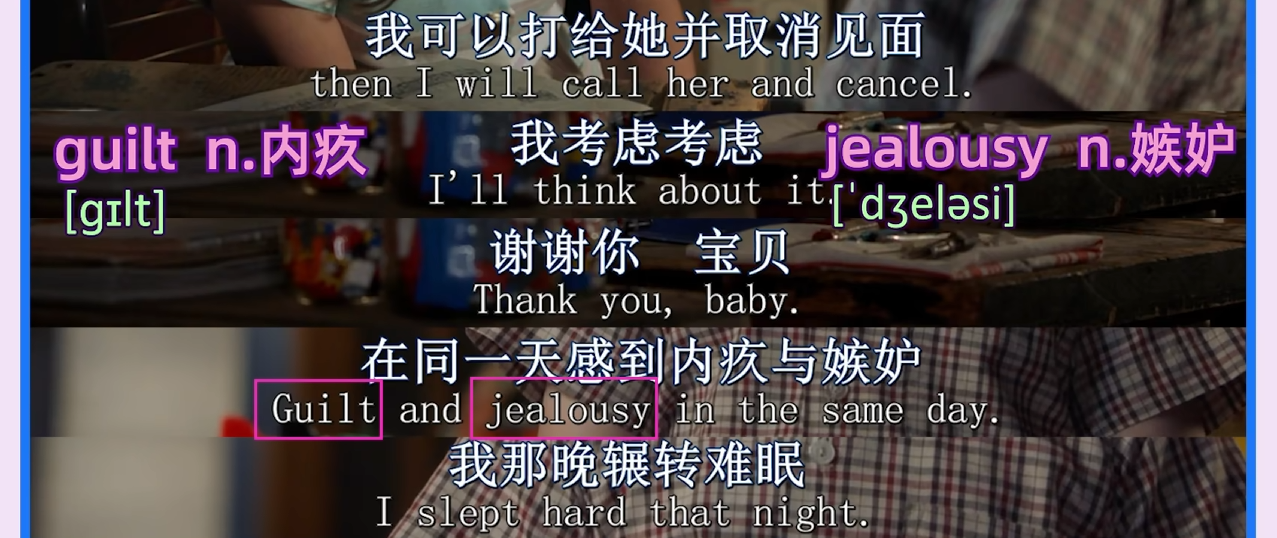 我可以打给她并取消见面
then I will call her and cancel.
guilt n.内疚
[gɪlt]
我考虑考虑
I'll think about it.
jealousy n.嫉妒
[ˈdʒeləsi]
谢谢你 宝贝
Thank you, baby.
在同一天感到内疚与嫉妒
Guilt and jealousy in the same day.
我那晚辗转难眠
I slept hard that night.